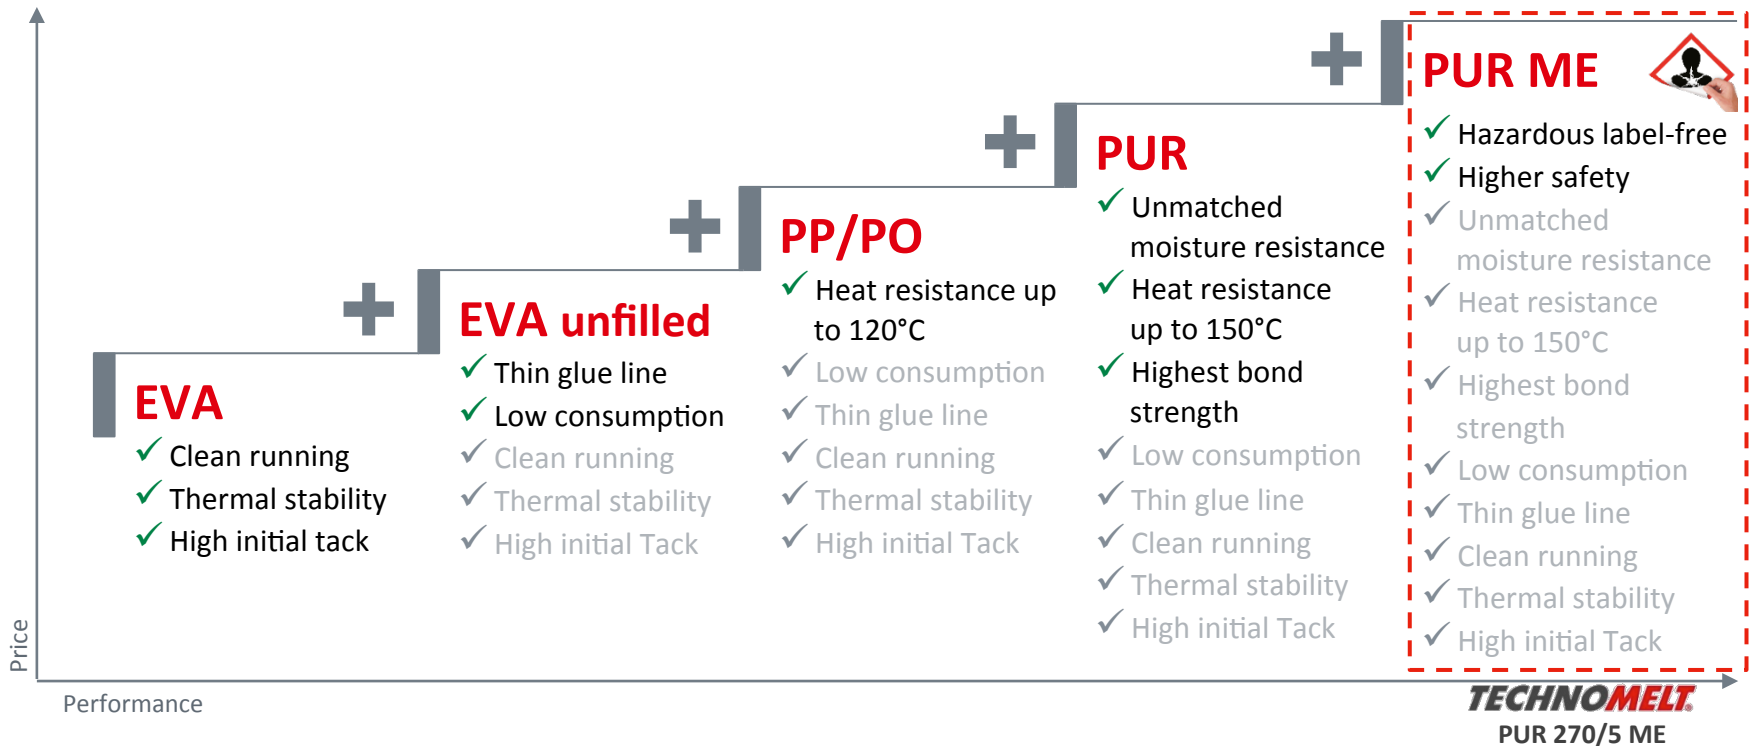 EVA
Clean running
Thermal stability
High initial tack
EVA unfilled
Thin glue line
Low consumption
Clean running
Thermal stability
High initial Tack
PP/PO
Heat resistance up
to 120°C
Low consumption
Thin glue line
Clean running
Thermal stability
High initial Tack
PUR
Unmatched
moisture resistance
Heat resistance
up to 150°C
Highest bond
strength
Low consumption
Thin glue line
Clean running
Thermal stability
High initial Tack
PUR ME
Hazardous label-free
Higher safety
Unmatched
moisture resistance
Heat resistance
up to 150°C
Highest bond
strength
Low consumption
Thin glue line
Clean running
Thermal stability
High initial Tack
Price
Performance
TECHNOMELT®
PUR 270/5 ME